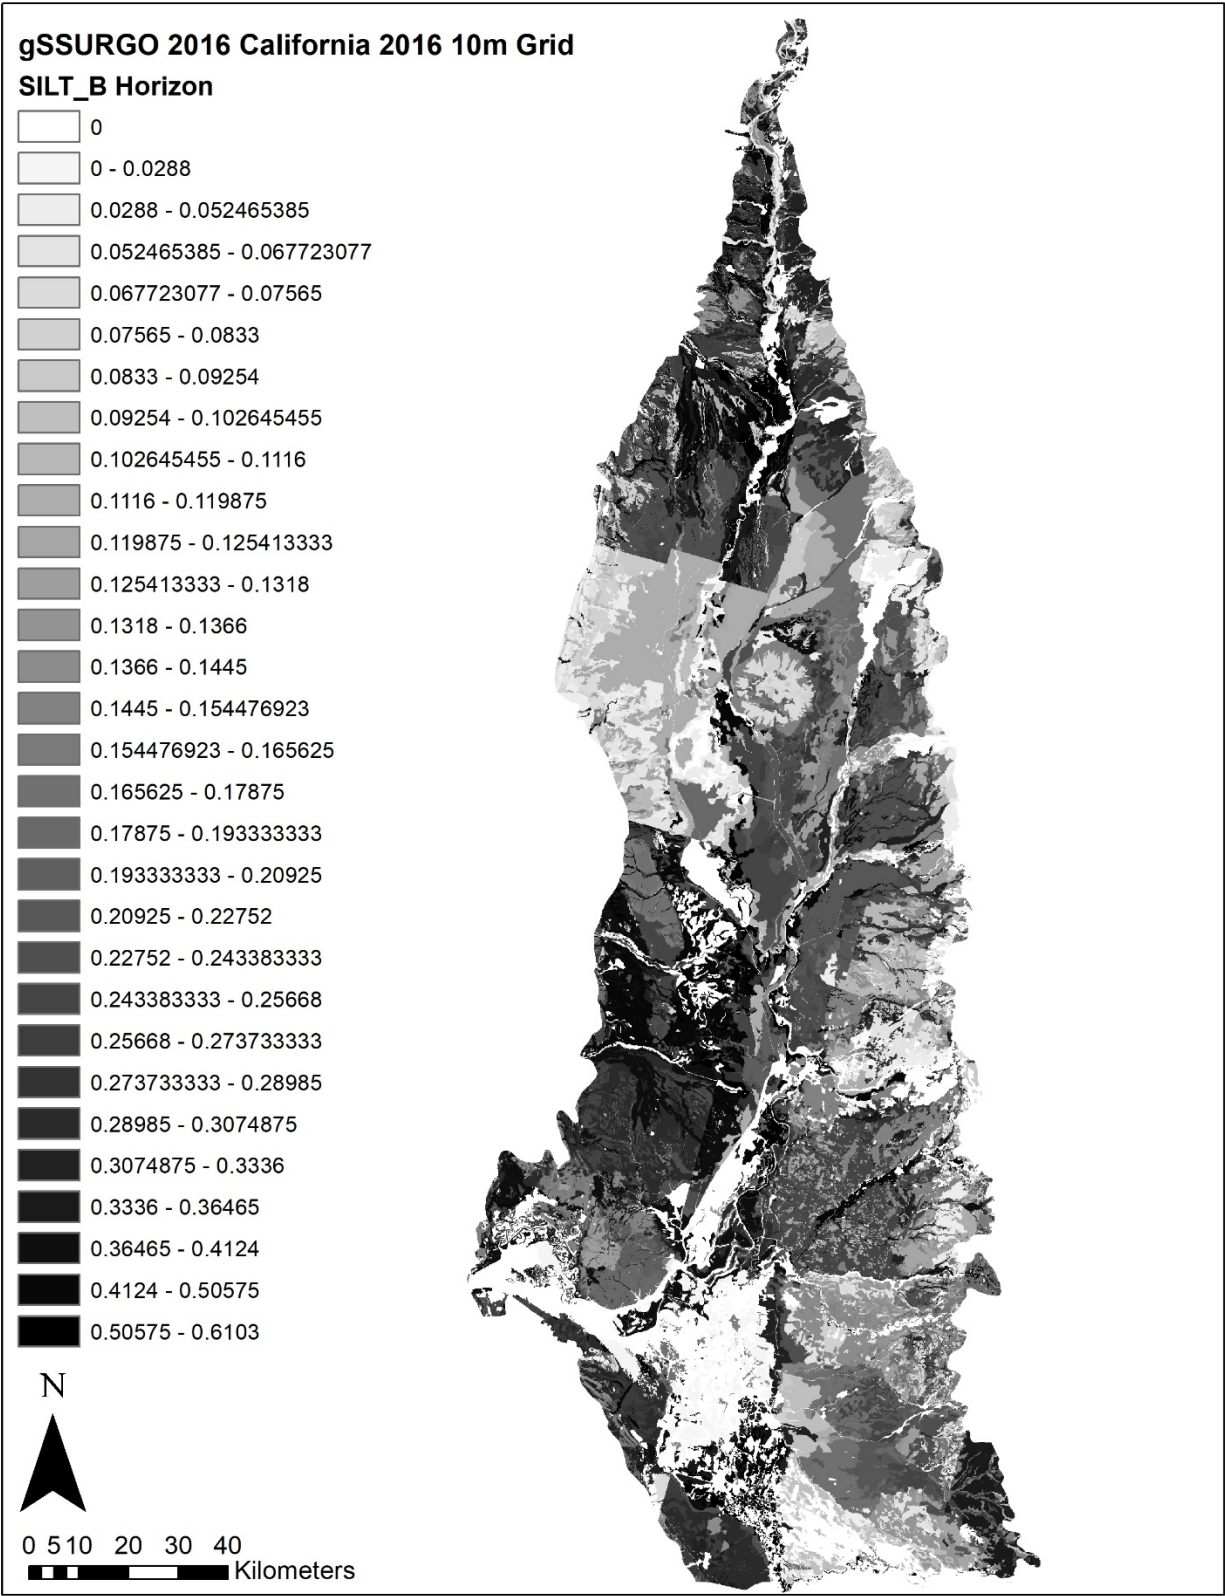 gSSURGO 2016 California 2016 10m Grid
SILT_B Horizon
0
0 - 0.0288
0.0288 - 0.052465385
0.052465385 - 0.067723077
0.067723077 - 0.07565
0.07565 - 0.0833
0.0833 - 0.09254
0.09254 - 0.102645455
0.102645455 - 0.1116
0.1116 - 0.119875
0.119875 - 0.125413333
0.125413333 - 0.1318
0.1318 - 0.1366
0.1366 - 0.1445
0.1445 - 0.154476923
0.154476923 - 0.165625
0.165625 - 0.17875
0.17875 - 0.193333333
0.193333333 - 0.20925
0.20925 - 0.22752
0.22752 - 0.243383333
0.243383333 - 0.25668
0.25668 - 0.273733333
0.273733333 - 0.28985
0.28985 - 0.3074875
0.3074875 - 0.3336
0.3336 - 0.36465
0.36465 - 0.4124
0.4124 - 0.50575
0.50575 - 0.6103
N
0 5 10 20 30 40
Kilometers